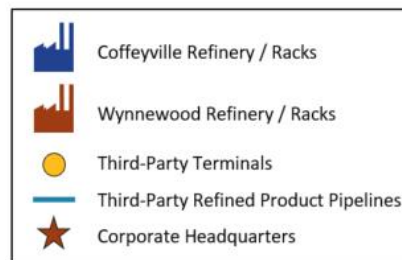 Coffeyville Refinery / Racks
Wynnewood Refinery / Racks
Third-Party Terminals
Third-Party Refined Product Pipelines
Corporate Headquarters